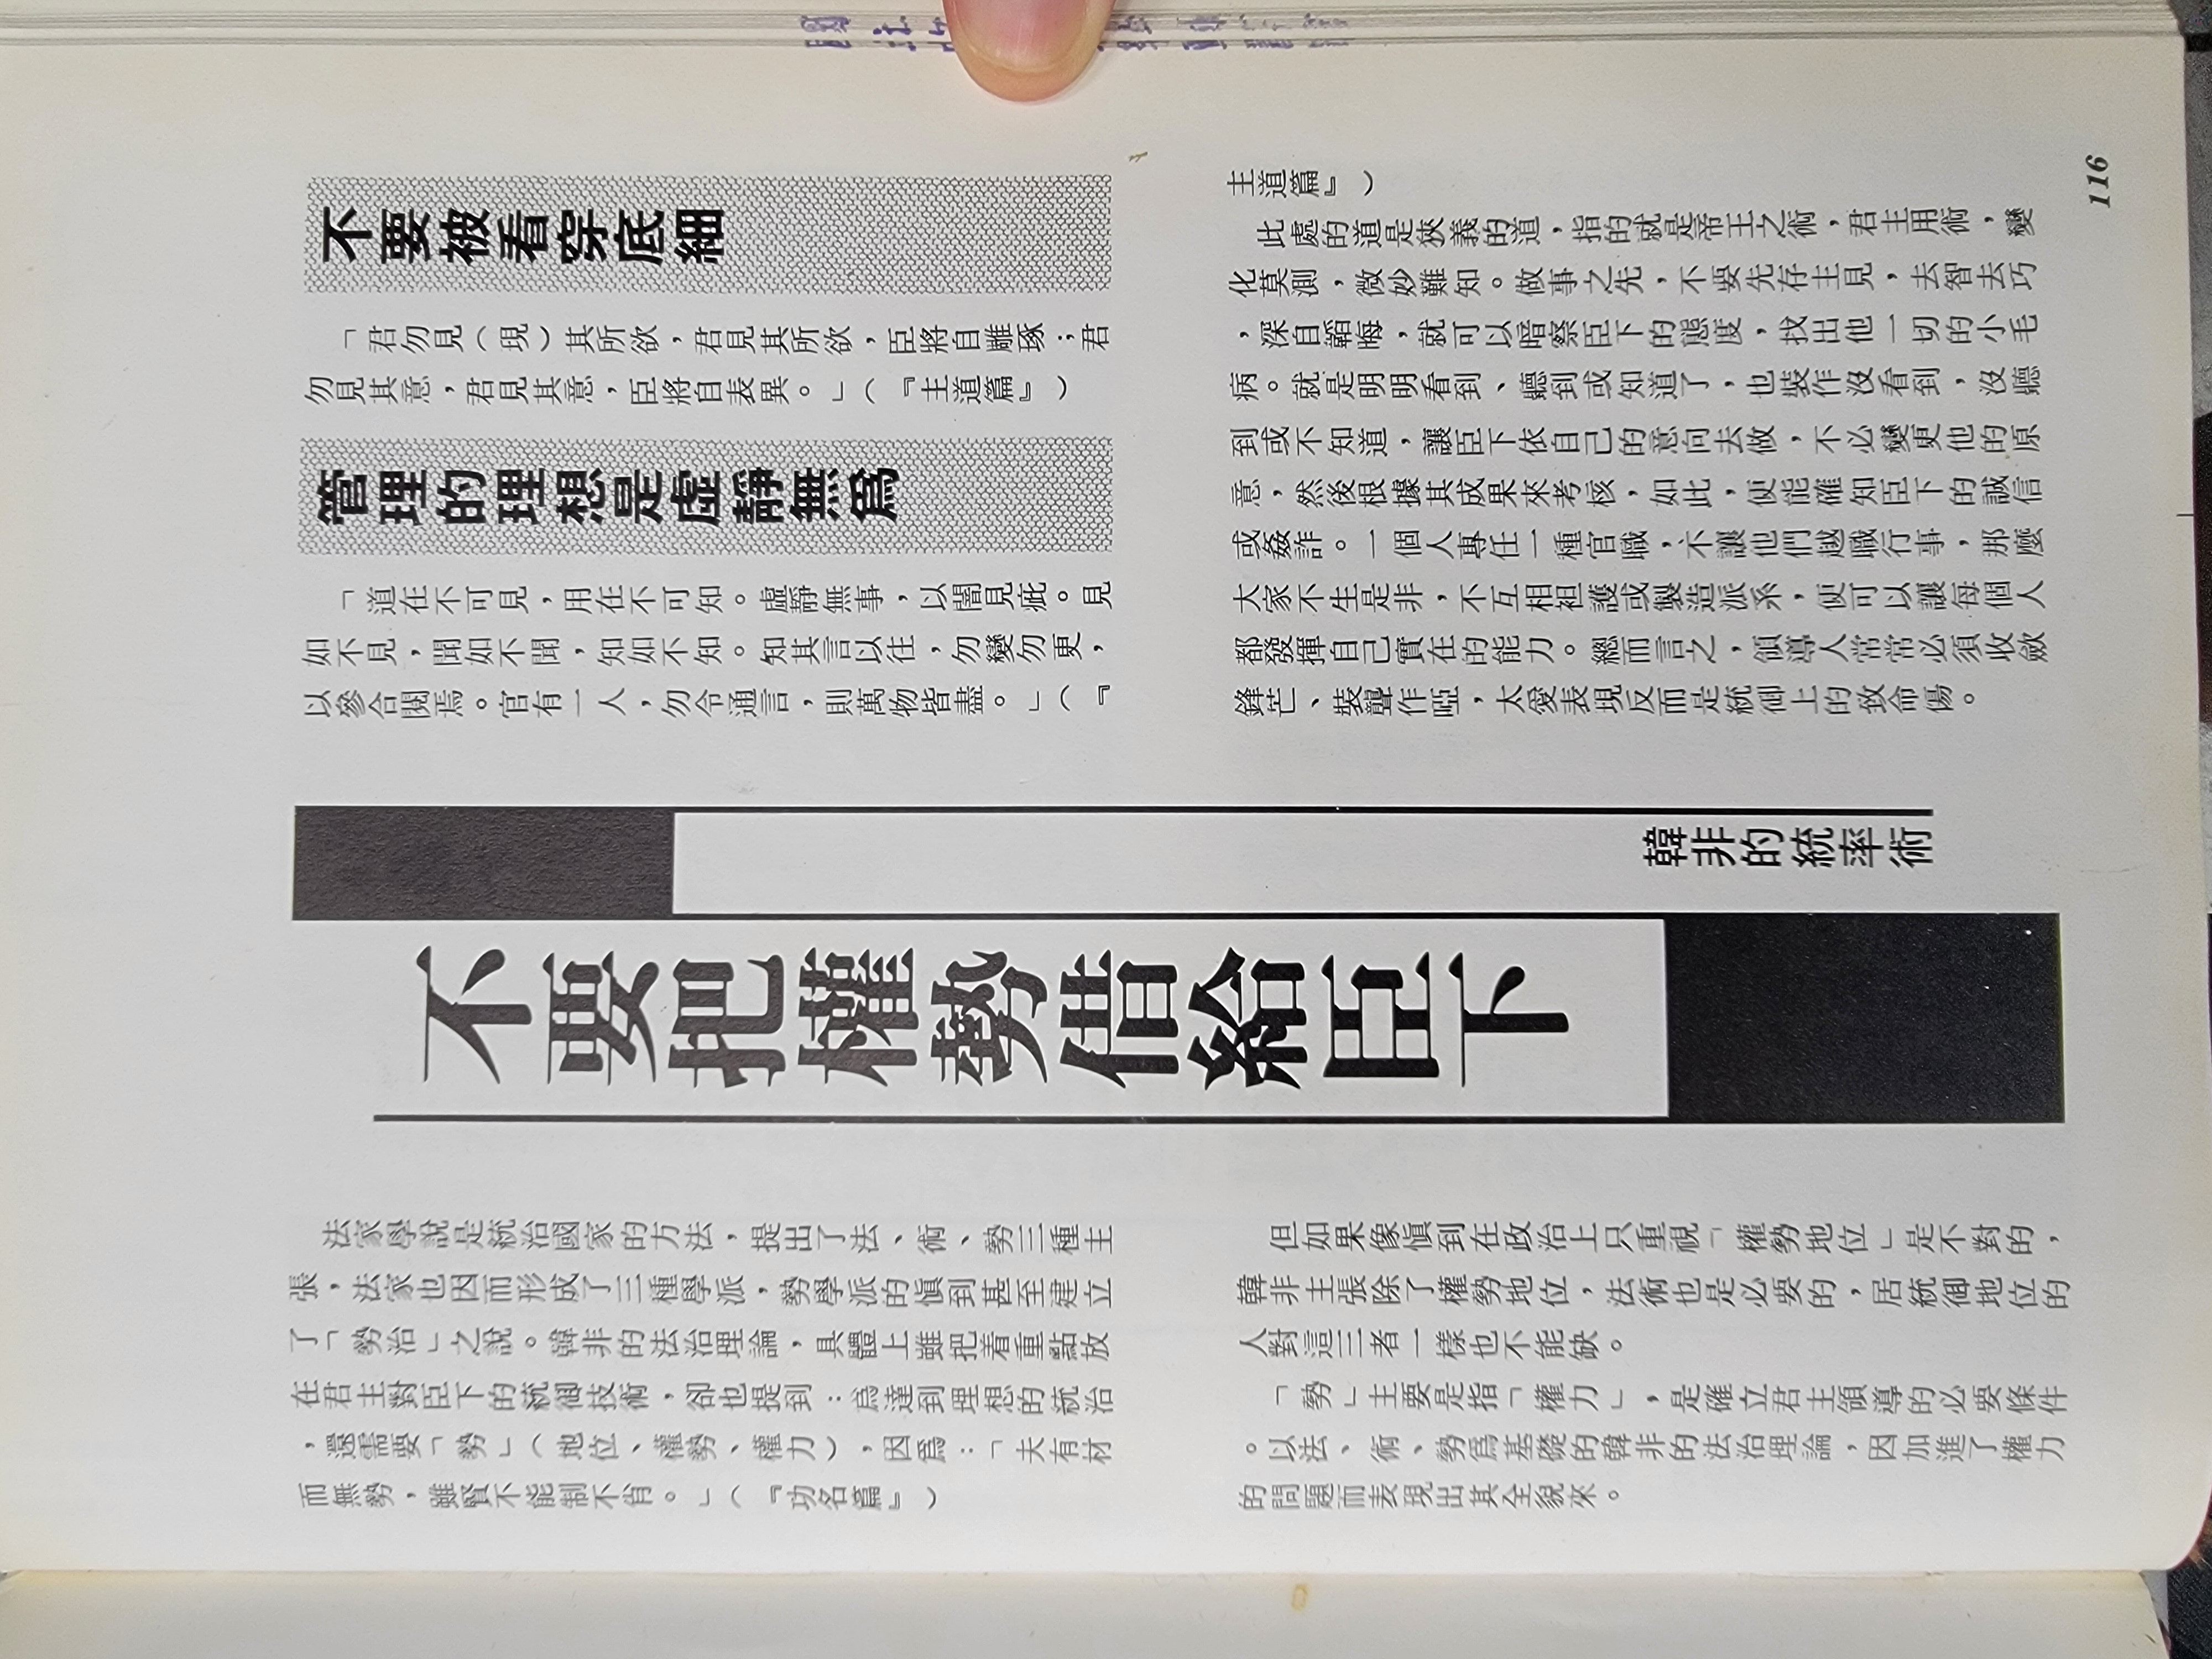 不要被看穿底細
「君勿見（現）其所欲，君見其所欲，臣將自雕琢；君
勿見其意，君見其意，臣將自表異。」（『主道篇』）
管理的理想是虛靜無爲
「道在不可見，用在不可知。虛靜無事，以闇見疵。見
如不見，聞如不聞，知如不知。知其言以往，勿變勿更，
以參合閱焉。官有一人，勿令通言，則萬物皆盡。」（『
主道篇』）
此處的道是狹義的道，指的就是帝王之術，君主用術，變
化莫測，微妙難知。做事之先，不要先存主見，去智去巧
，深自韜晦，就可以暗察臣下的態度，找出他一切的小毛
病。就是明明看到、聽到或知道了，也裝作沒看到，沒聽
到或不知道，讓臣下依自己的意向去做，不必變更他的原
意，然後根據其成果來考核，如此，便能確知臣下的誠信
或姦詐。一個人專任一種官職，不讓他們越職行事，那麼
大家不生是非，不互相袒護或製造派系，便可以讓每個人
都發揮自己實在的能力。總而言之，領導人常常必須收歛
鋒芒、裝聾作啞，太愛表現反而是統御上的致命傷。
韓非的統率術
不要把權勢借給臣下
法家學說是統治國家的方法，提出了法、術、勢三種主
張，法家也因而形成了三種學派，勢學派的愼到甚至建立
了「勢治」之說。韓非的法治理論，具體上雖把着重點放
在君主對臣下的統御技術，卻也提到：爲達到理想的統治
，還需要「勢」（地位、權勢、權力），因爲：「夫有材
而無勢，雖賢不能制不肖。」（『功名篇』）
但如果像愼到在政治上只重視「權勢地位」是不對的，
韓非主張除了權勢地位，法術也是必要的，居統御地位的
人對這三者一樣也不能缺。
「勢」主要是指「權力」，是確立君主領導的必要條件
。以法、術、勢爲基礎的韓非的法治理論，因加進了權力
的問題而表現出其全貌來。
116